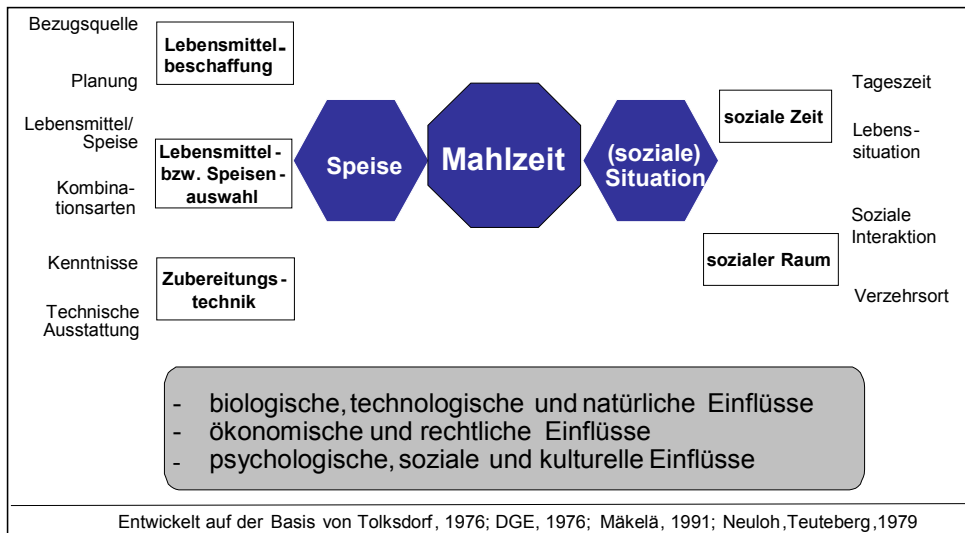 Bezugsquelle
Planung
Lebensmittel-
beschaffung
Lebensmittel/
Speise
Kombina-
tionsarten
Lebensmittel-
bzw. Speisen-
auswahl
Kenntnisse
Technische
Ausstattung
Zubereitungs-
technik
Speise
Mahlzeit
(soziale)
Situation
soziale Zeit
Tageszeit
Lebens-
situation
sozialer Raum
Soziale
Interaktion
Verzehrsort
- biologische, technologische und natürliche Einflüsse
- ökonomische und rechtliche Einflüsse
- psychologische, soziale und kulturelle Einflüsse
Entwickelt auf der Basis von Tolksdorf, 1976; DGE, 1976; Mäkelä, 1991; Neuloh,Teuteberg,1979